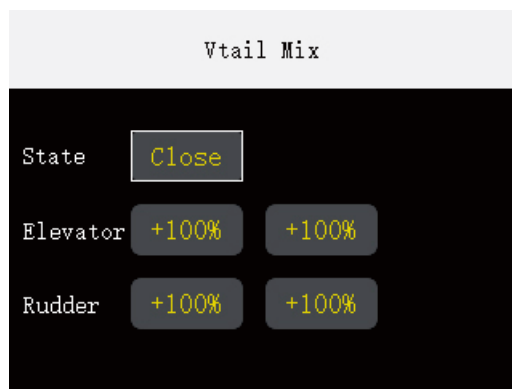 Vtail Mix
State Close
Elevator +100% +100%
Rudder +100% +100%